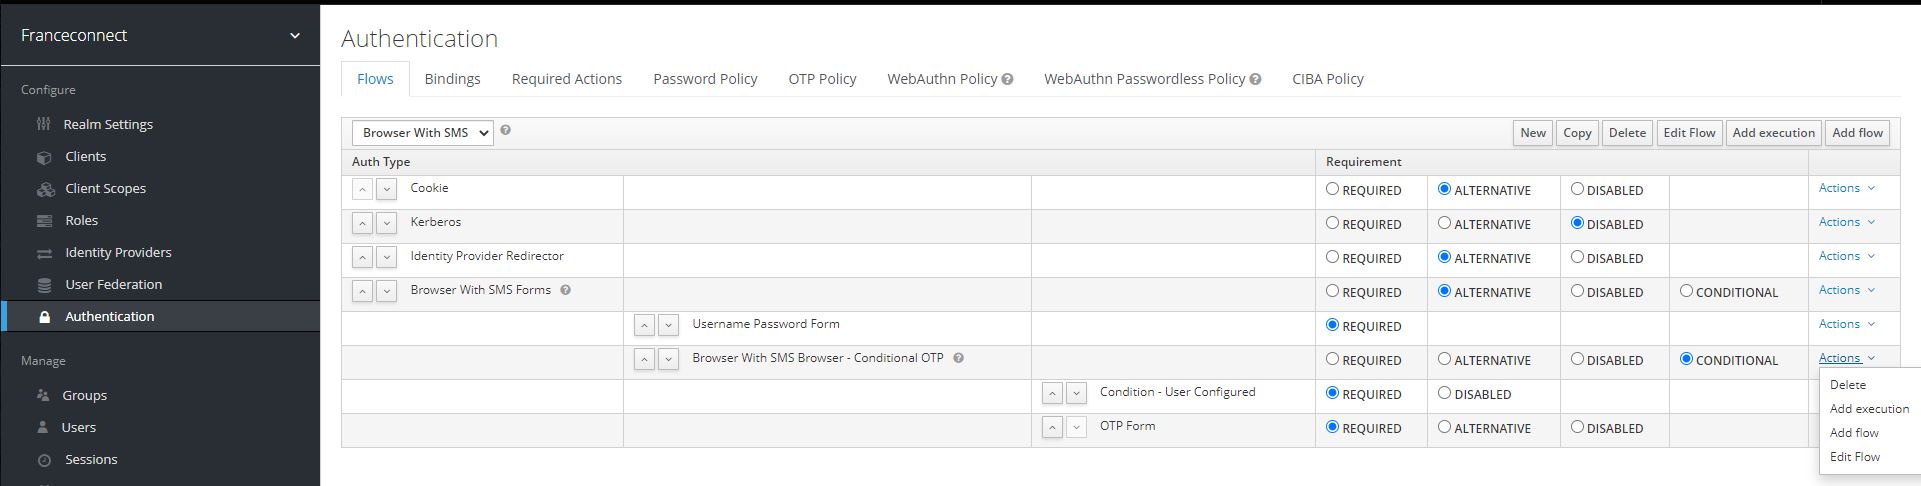 Franceconnect
Configure
Realm Settings
Clients
Client Scopes
Roles
Identity Providers
User Federation
Authentication
Manage
Groups
Users
Sessions
Authentication
Flows Bindings Required Actions Password Policy OTP Policy WebAuthn Policy WebAuthn Passwordless Policy CIBA Policy
Browser With SMS New Copy Delete Edit Flow Add execution Add flow
Auth Type Requirement
Cookie REQUIRED ALTERNATIVE DISABLED Actions
Kerberos REQUIRED ALTERNATIVE DISABLED Actions
Identity Provider Redirector REQUIRED ALTERNATIVE DISABLED Actions
Browser With SMS Forms REQUIRED ALTERNATIVE DISABLED CONDITIONAL Actions
Username Password Form REQUIRED Actions
Browser With SMS Browser - Conditional OTP REQUIRED ALTERNATIVE DISABLED CONDITIONAL Actions
Condition - User Configured REQUIRED DISABLED
OTP Form REQUIRED ALTERNATIVE DISABLED
Delete
Add execution
Add flow
Edit Flow